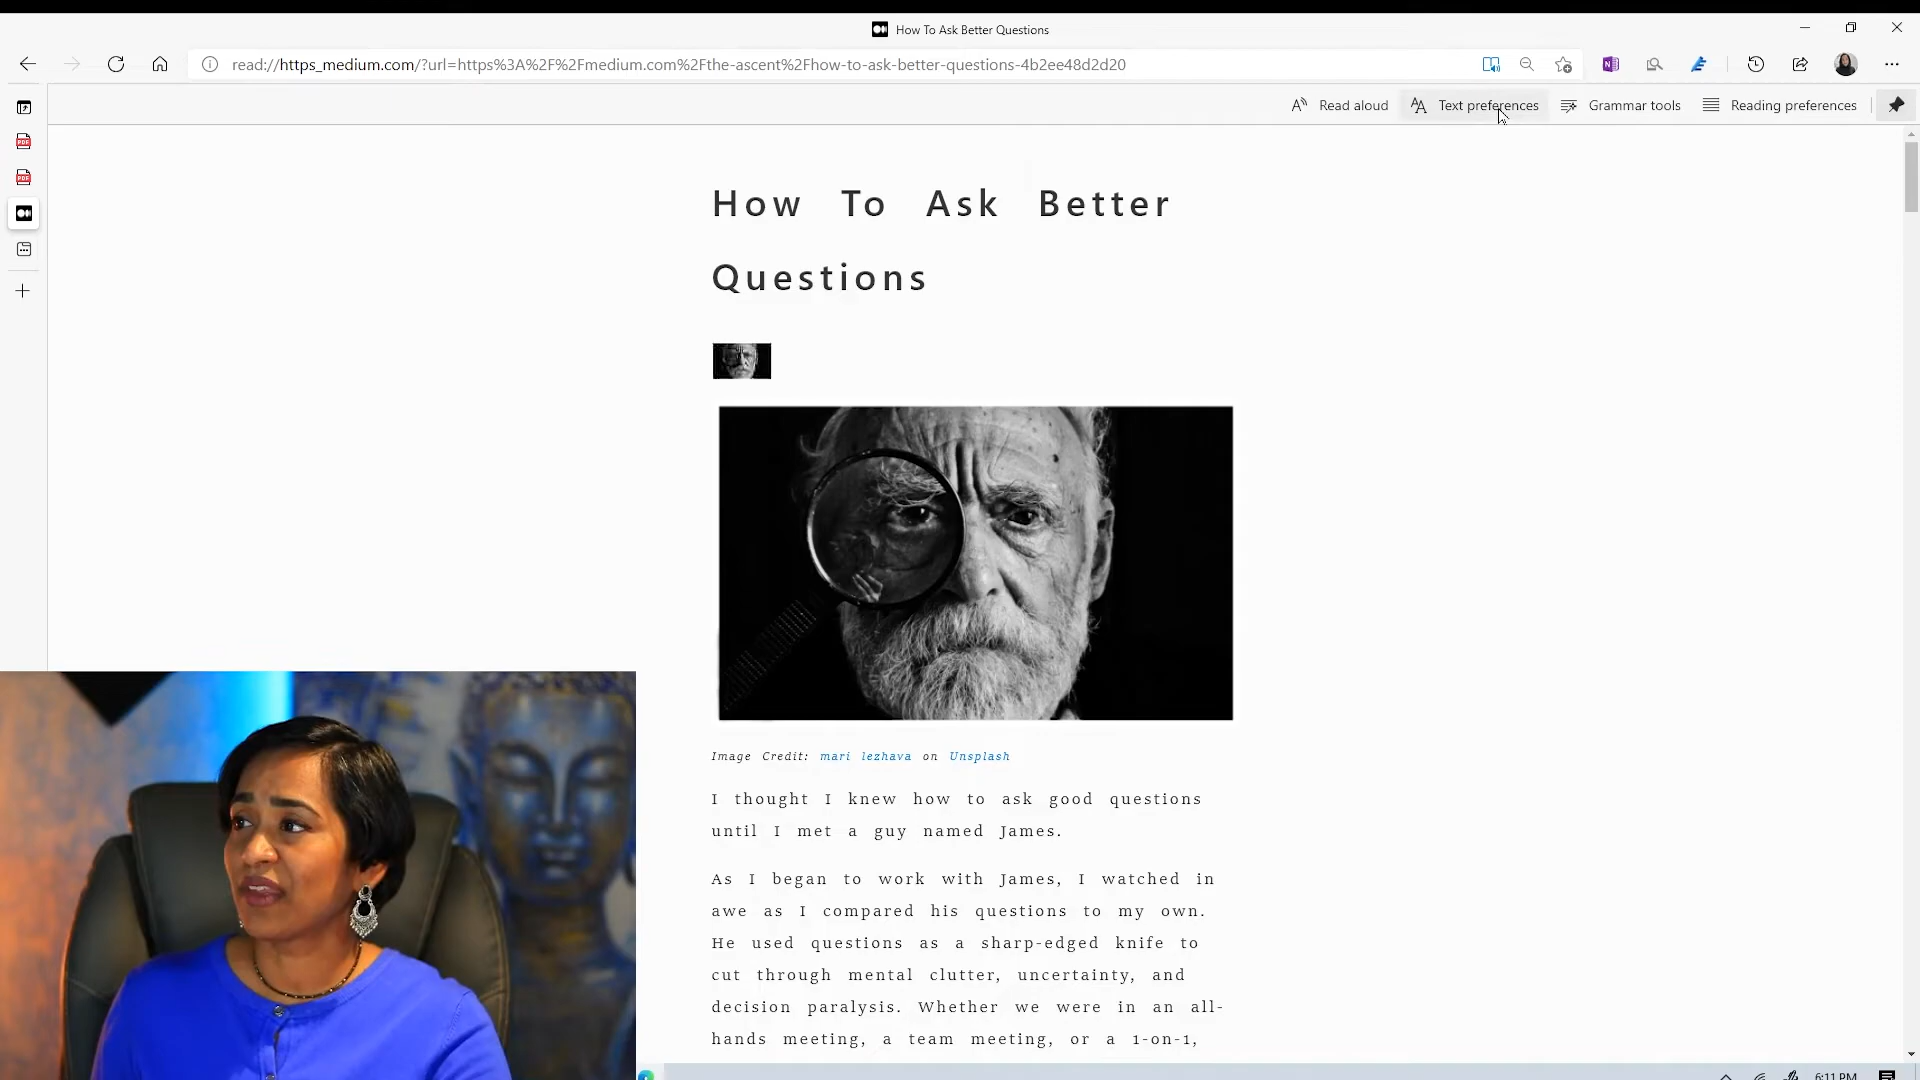 How To Ask Better Questions
read://https_medium.com/?url=https%3A%2F%2Fmedium.com%2Fthe-ascent%2Fhow-to-ask-better-questions-4b2ee48d2d20
Read aloud
Text preferences
Grammar tools
Reading preferences
PDF
PDF
How To Ask Better
Questions
Image Credit: mari lezhava on Unsplash
I thought I knew how to ask good questions
until I met a guy named James.
As I began to work with James, I watched in
awe as I compared his questions to my own.
He used questions as a sharp-edged knife to
cut through mental clutter, uncertainty, and
decision paralysis. Whether we were in an all-
hands meeting, a team meeting, or a 1-on-1,
6:11 PM